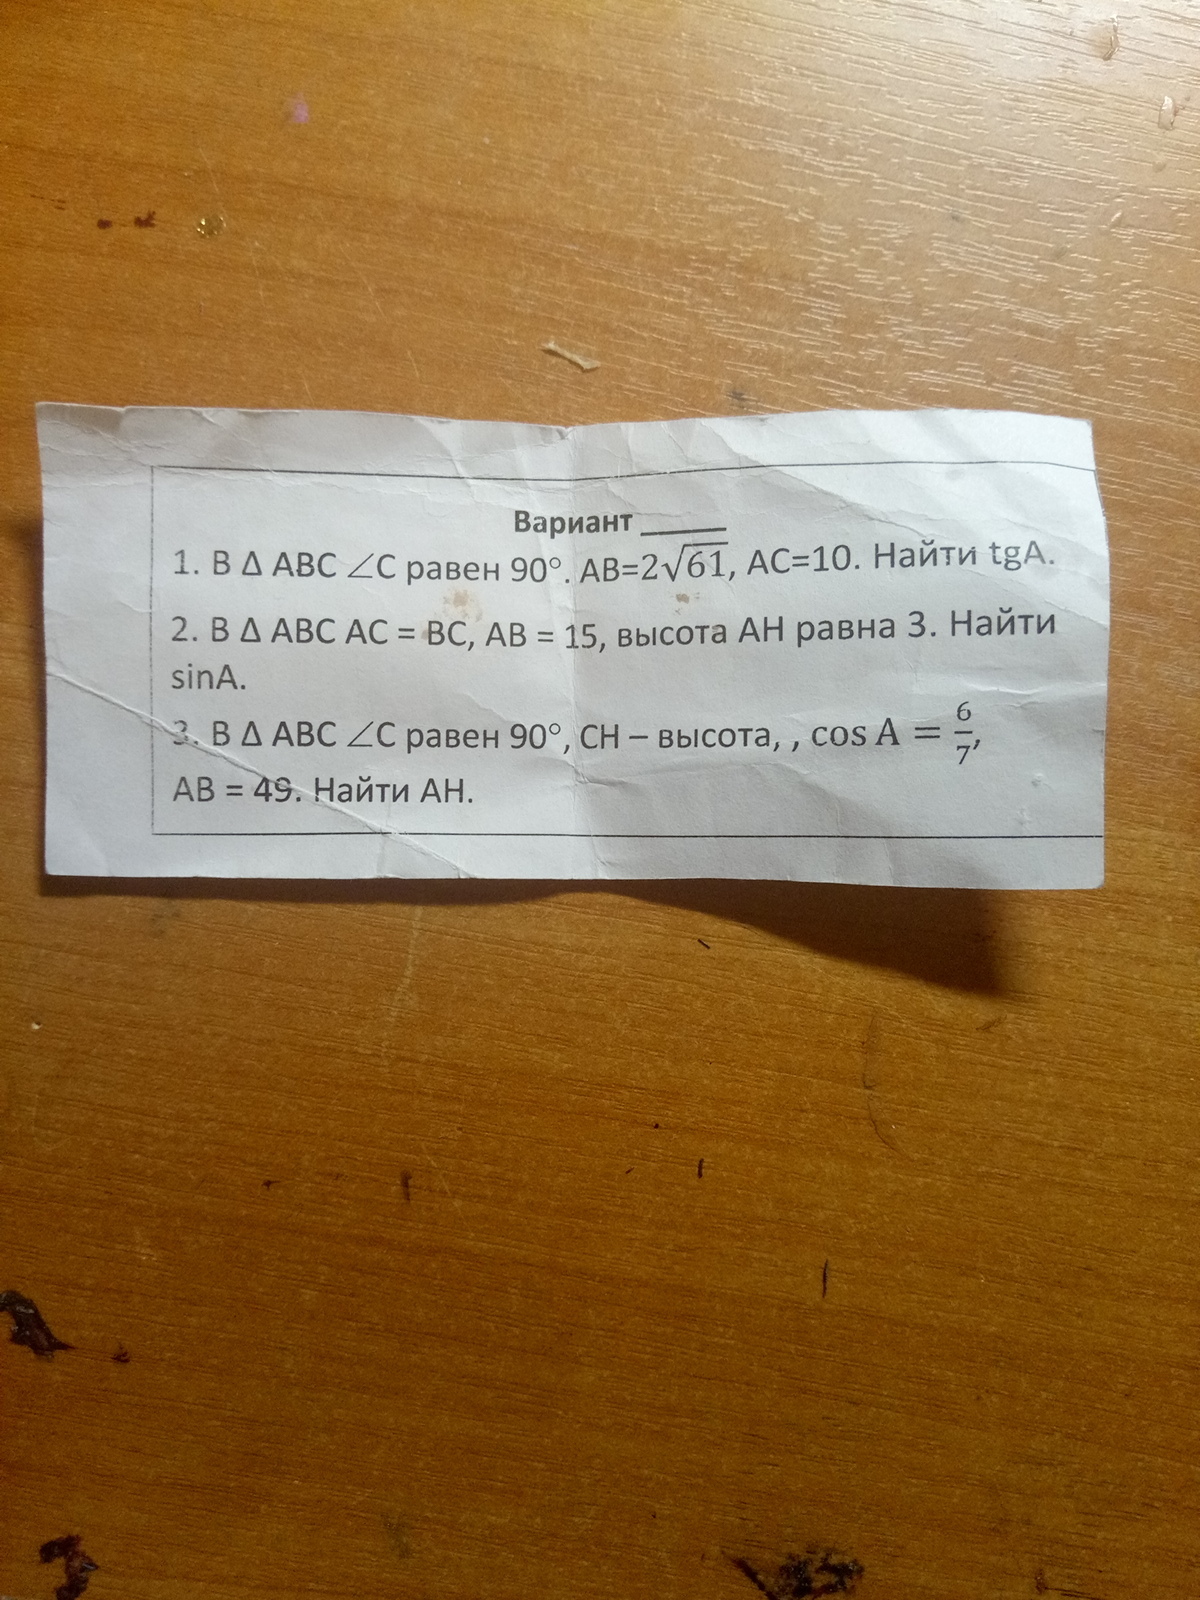 Вариант _____
1. В Δ ABC ∠C равен 90°. AB=2√61, AC=10. Найти tgA.
2. В Δ ABC AC = BC, AB = 15, высота AH равна 3. Найти
sinA.
3. В Δ ABC ∠C равен 90°, CH – высота, , cos A = 6/7,
AB = 49. Найти AH.